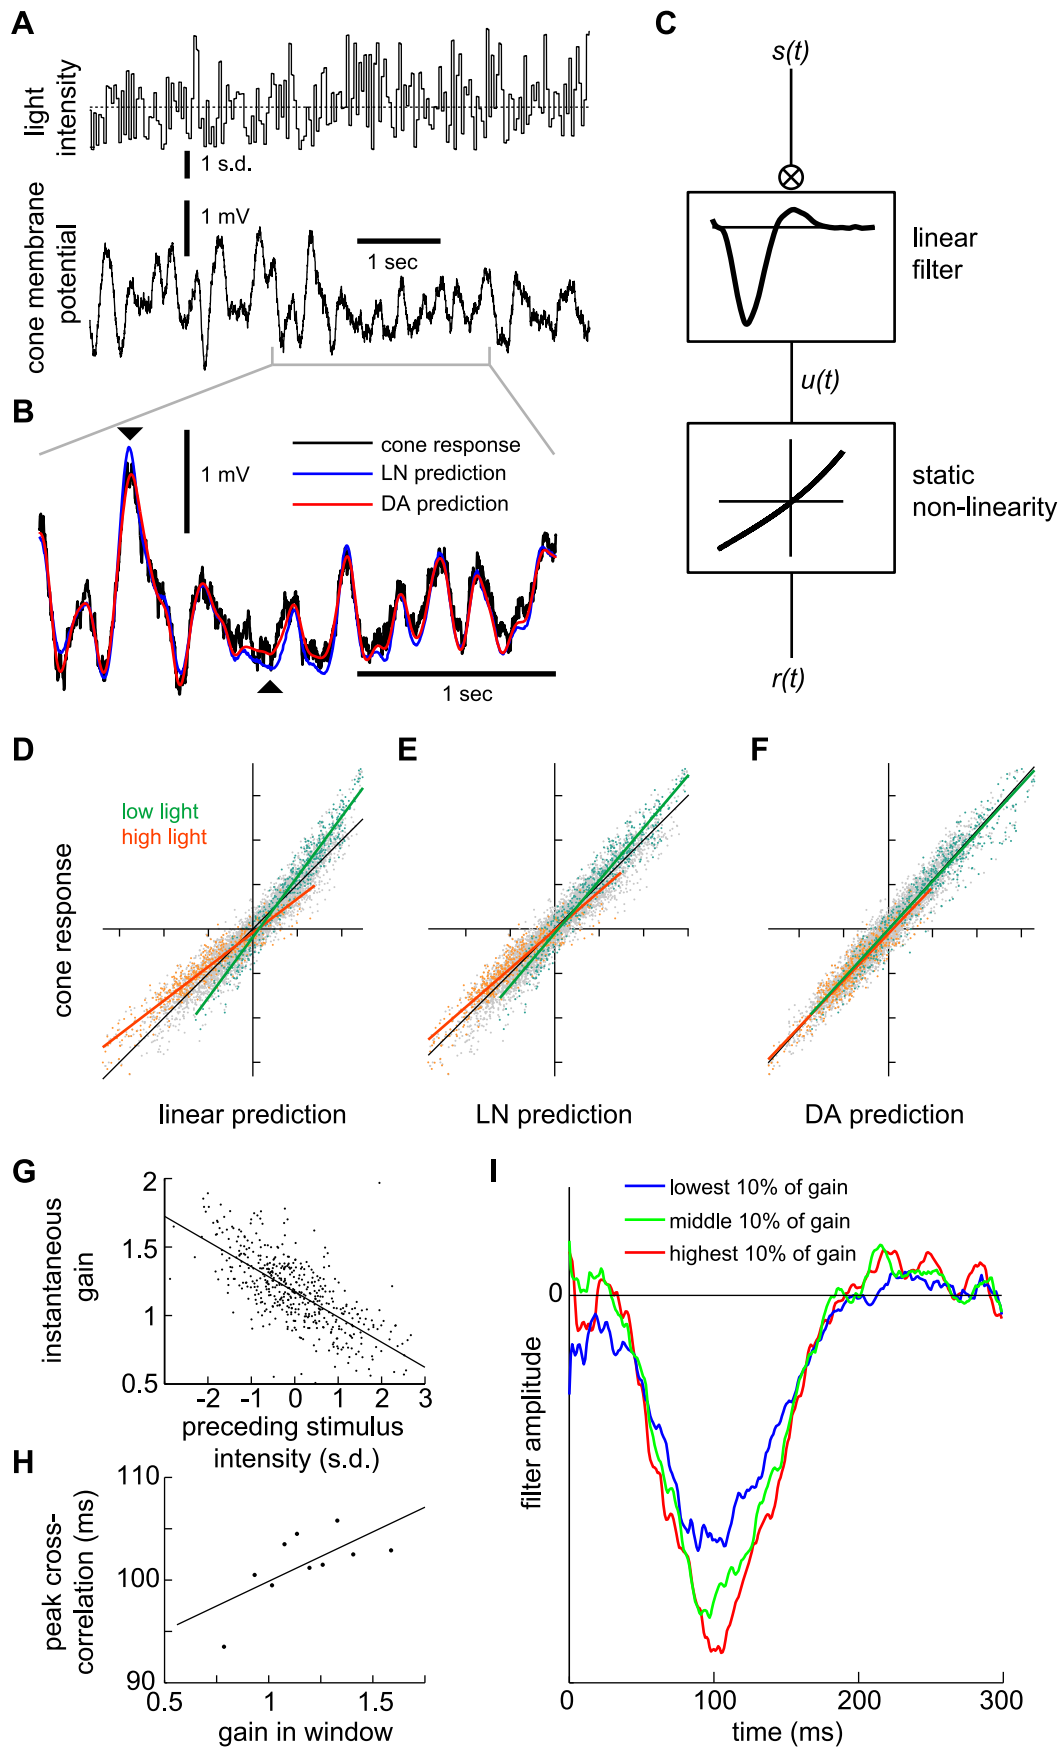 A
light
intensity
1 s.d.
1 mV
cone membrane
potential
1 sec
B
1 mV
cone response
LN prediction
DA prediction
1 sec
C
s(t)
linear
filter
u(t)
static
non-linearity
r(t)
D
low light
high light
cone response
linear prediction
E
LN prediction
F
DA prediction
G
instantaneous
gain
2
1.5
1
0.5
-2 -1 0 1 2 3
preceding stimulus
intensity (s.d.)
H
peak cross-
correlation (ms)
110
100
90
0.5 1 1.5
gain in window
I
lowest 10% of gain
middle 10% of gain
highest 10% of gain
0
filter amplitude
0 100 200 300
time (ms)